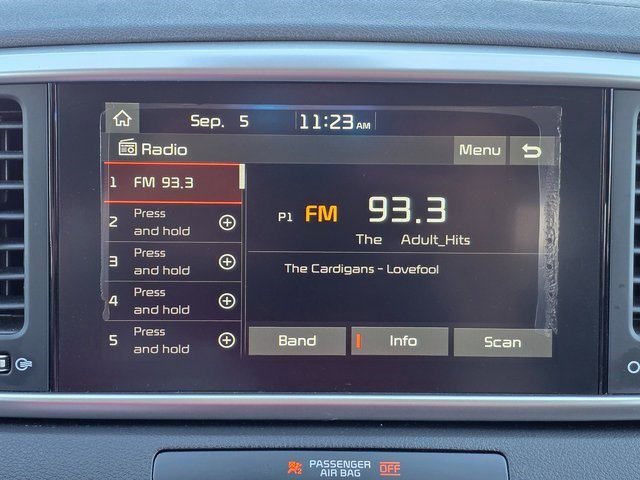 Sep. 5 11:23 AM
Radio Menu
1 FM 93.3
2 Press and hold
3 Press and hold
4 Press and hold
5 Press and hold
P1 FM 93.3
The Adult_Hits
The Cardigans - Lovefool
Band Info Scan
PASSENGER
AIR BAG OFF